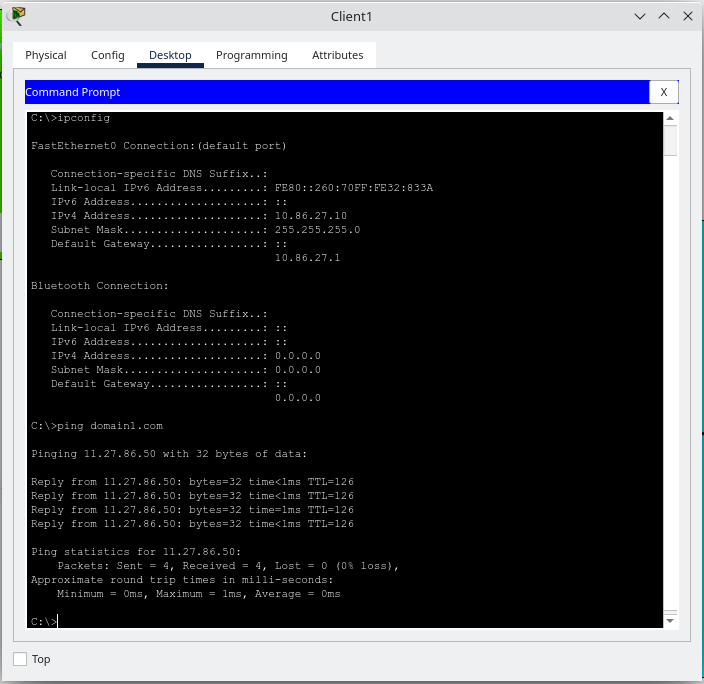 Client1
Physical Config Desktop Programming Attributes
Command Prompt
X
C:\>ipconfig
FastEthernet0 Connection:(default port)
Connection-specific DNS Suffix..:
Link-local IPv6 Address.........: FE80::260:70FF:FE32:833A
IPv6 Address....................: ::
IPv4 Address....................: 10.86.27.10
Subnet Mask.....................: 255.255.255.0
Default Gateway.................: ::
10.86.27.1
Bluetooth Connection:
Connection-specific DNS Suffix..:
Link-local IPv6 Address.........: ::
IPv6 Address....................: ::
IPv4 Address....................: 0.0.0.0
Subnet Mask.....................: 0.0.0.0
Default Gateway.................: ::
0.0.0.0
C:\>ping domain1.com
Pinging 11.27.86.50 with 32 bytes of data:
Reply from 11.27.86.50: bytes=32 time<1ms TTL=126
Reply from 11.27.86.50: bytes=32 time<1ms TTL=126
Reply from 11.27.86.50: bytes=32 time=1ms TTL=126
Reply from 11.27.86.50: bytes=32 time<1ms TTL=126
Ping statistics for 11.27.86.50:
Packets: Sent = 4, Received = 4, Lost = 0 (0% loss),
Approximate round trip times in milli-seconds:
Minimum = 0ms, Maximum = 1ms, Average = 0ms
C:\>
Top